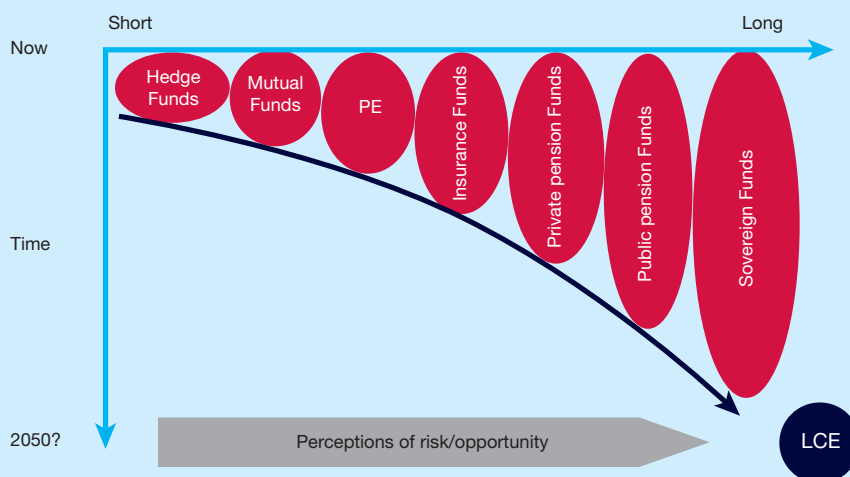 Short
Long
Now
Hedge
Funds
Mutual
Funds
PE
Insurance Funds
Private pension Funds
Public pension Funds
Sovereign Funds
Time
2050?
Perceptions of risk/opportunity
LCE